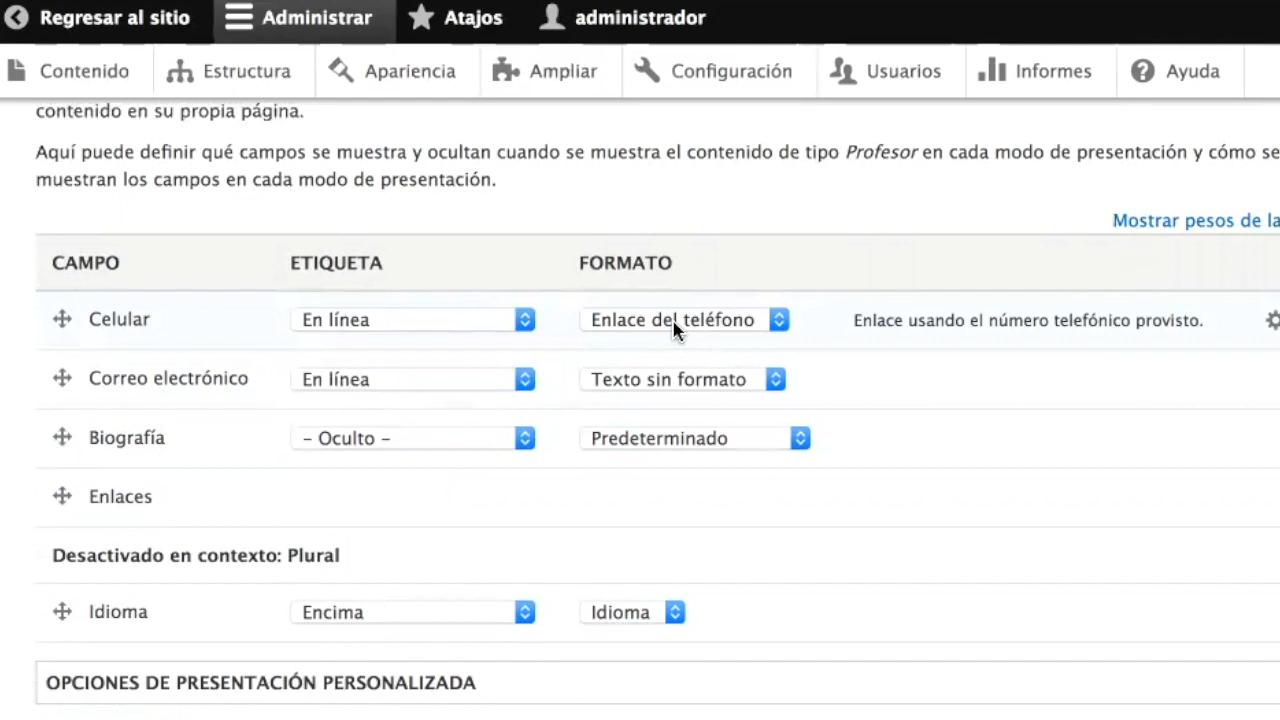 Regresar al sitio Administrar Atajos administrador
Contenido Estructura Apariencia Ampliar Configuración Usuarios Informes Ayuda
contenido en su propia página.
Aquí puede definir qué campos se muestra y ocultan cuando se muestra el contenido de tipo Profesor en cada modo de presentación y cómo se
muestran los campos en cada modo de presentación.
Mostrar pesos de la
CAMPO ETIQUETA FORMATO
Celular En línea Enlace del teléfono Enlace usando el número telefónico provisto.
Correo electrónico En línea Texto sin formato
Biografía – Oculto – Predeterminado
Enlaces
Desactivado en contexto: Plural
Idioma Encima Idioma
OPCIONES DE PRESENTACIÓN PERSONALIZADA